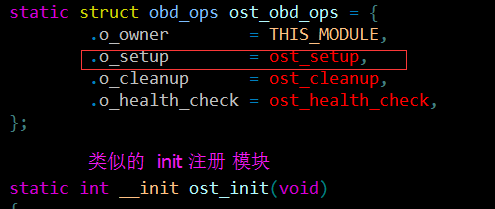 static struct obd_ops ost_obd_ops = {
.o_owner = THIS_MODULE,
.o_setup = ost_setup,
.o_cleanup = ost_cleanup,
.o_health_check = ost_health_check,
};
类似的 init 注册 模块
static int __init ost_init(void)
{